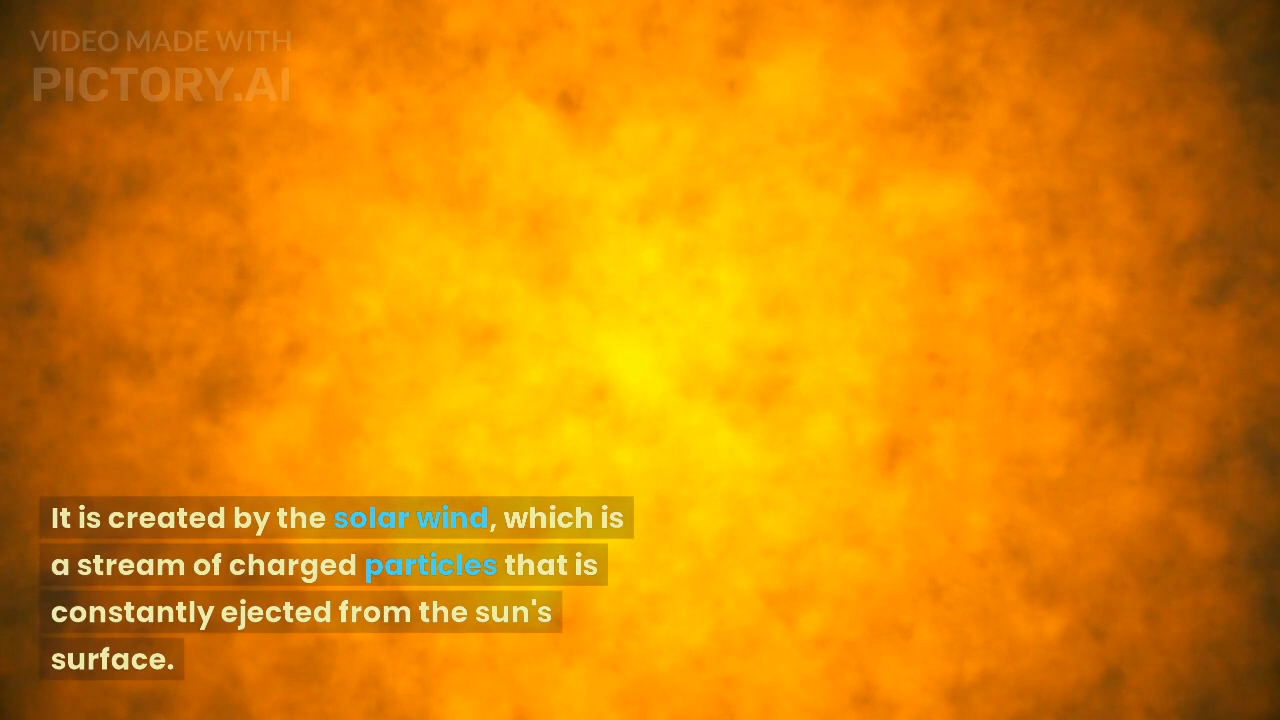 VIDEO MADE WITH
PICTORY.AI
It is created by the solar wind, which is
a stream of charged particles that is
constantly ejected from the sun's
surface.